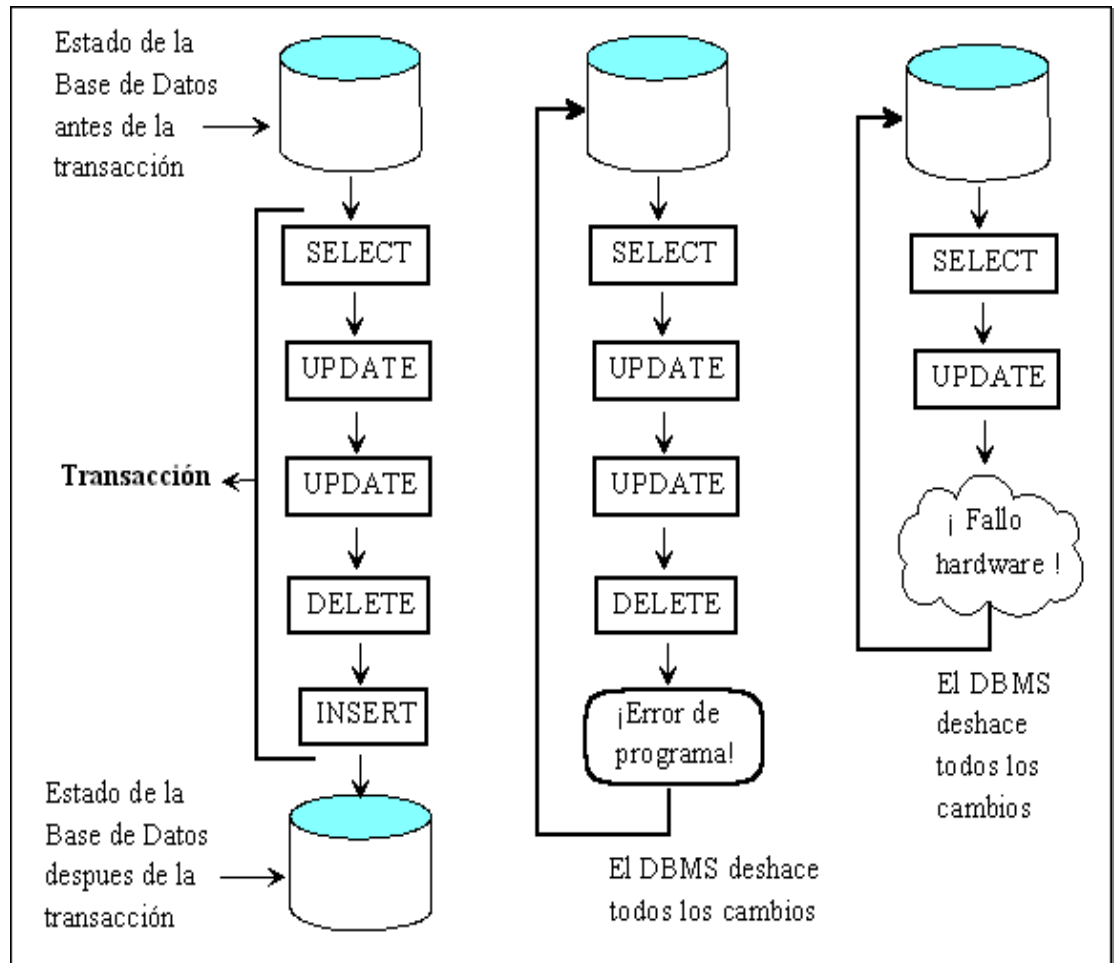 Estado de la
Base de Datos
antes de la
transacción
SELECT
UPDATE
UPDATE
DELETE
INSERT
Transacción
Estado de la
Base de Datos
despues de la
transacción
SELECT
UPDATE
UPDATE
DELETE
¡Error de
programa!
El DBMS deshace
todos los cambios
SELECT
UPDATE
¡ Fallo
hardware !
El DBMS
deshace
todos los
cambios